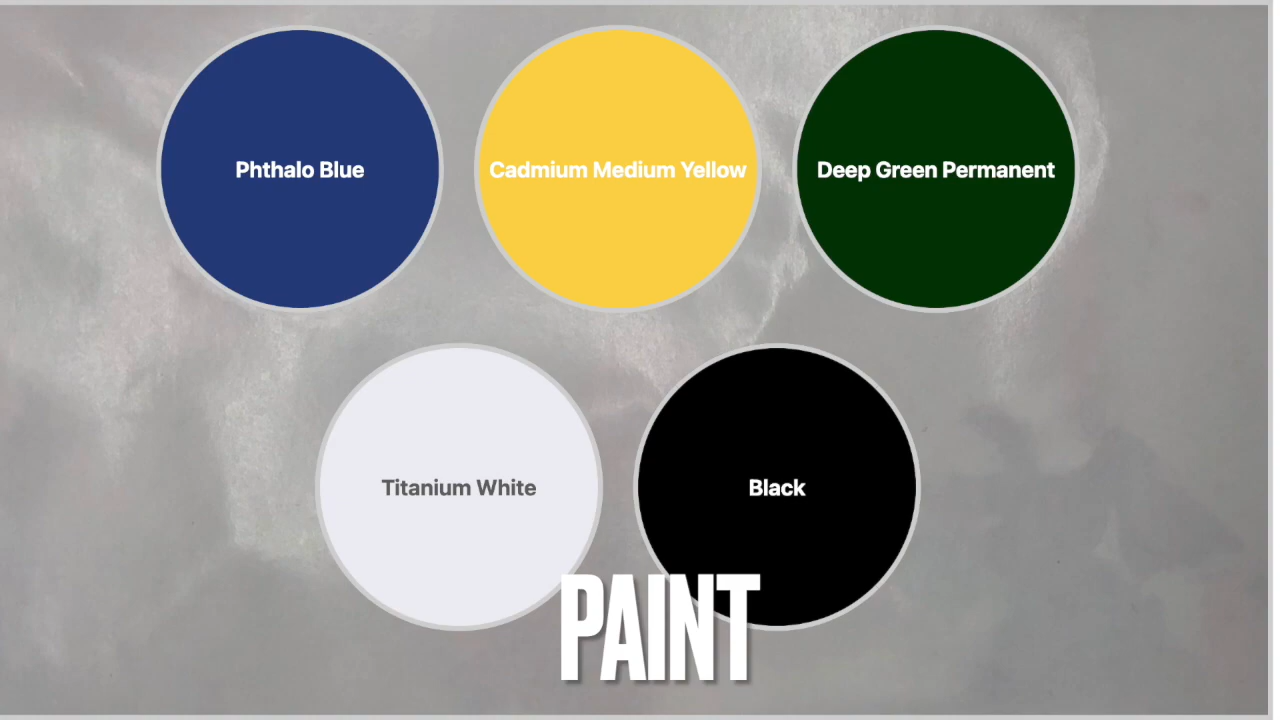 Phthalo Blue
Cadmium Medium Yellow
Deep Green Permanent
Titanium White
Black
PAINT